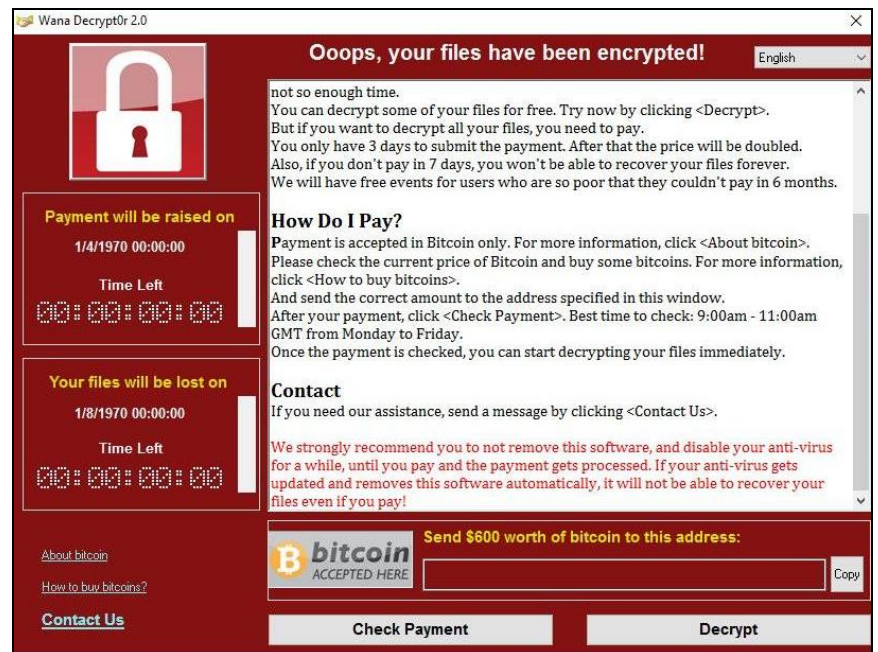 Wana Decrypt0r 2.0
Ooops, your files have been encrypted!
English
not so enough time.
You can decrypt some of your files for free. Try now by clicking <Decrypt>.
But if you want to decrypt all your files, you need to pay.
You only have 3 days to submit the payment. After that the price will be doubled.
Also, if you don't pay in 7 days, you won't be able to recover your files forever.
We will have free events for users who are so poor that they couldn't pay in 6 months.
How Do I Pay?
Payment is accepted in Bitcoin only. For more information, click <About bitcoin>.
Please check the current price of Bitcoin and buy some bitcoins. For more information,
click <How to buy bitcoins>.
And send the correct amount to the address specified in this window.
After your payment, click <Check Payment>. Best time to check: 9:00am - 11:00am
GMT from Monday to Friday.
Once the payment is checked, you can start decrypting your files immediately.
Contact
If you need our assistance, send a message by clicking <Contact Us>.
We strongly recommend you to not remove this software, and disable your anti-virus
for a while, until you pay and the payment gets processed. If your anti-virus gets
updated and removes this software automatically, it will not be able to recover your
files even if you pay!
Payment will be raised on
1/4/1970 00:00:00
Time Left
00:00:00:00
Your files will be lost on
1/8/1970 00:00:00
Time Left
00:00:00:00
About bitcoin
How to buy bitcoins?
Contact Us
bitcoin
ACCEPTED HERE
Send $600 worth of bitcoin to this address:
Copy
Check Payment
Decrypt